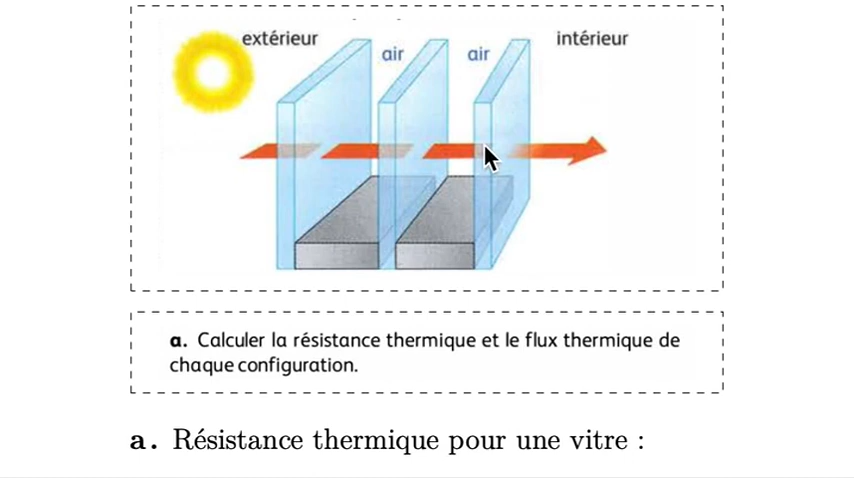 extérieur
air
air
intérieur
a. Calculer la résistance thermique et le flux thermique de
chaque configuration.
a. Résistance thermique pour une vitre :